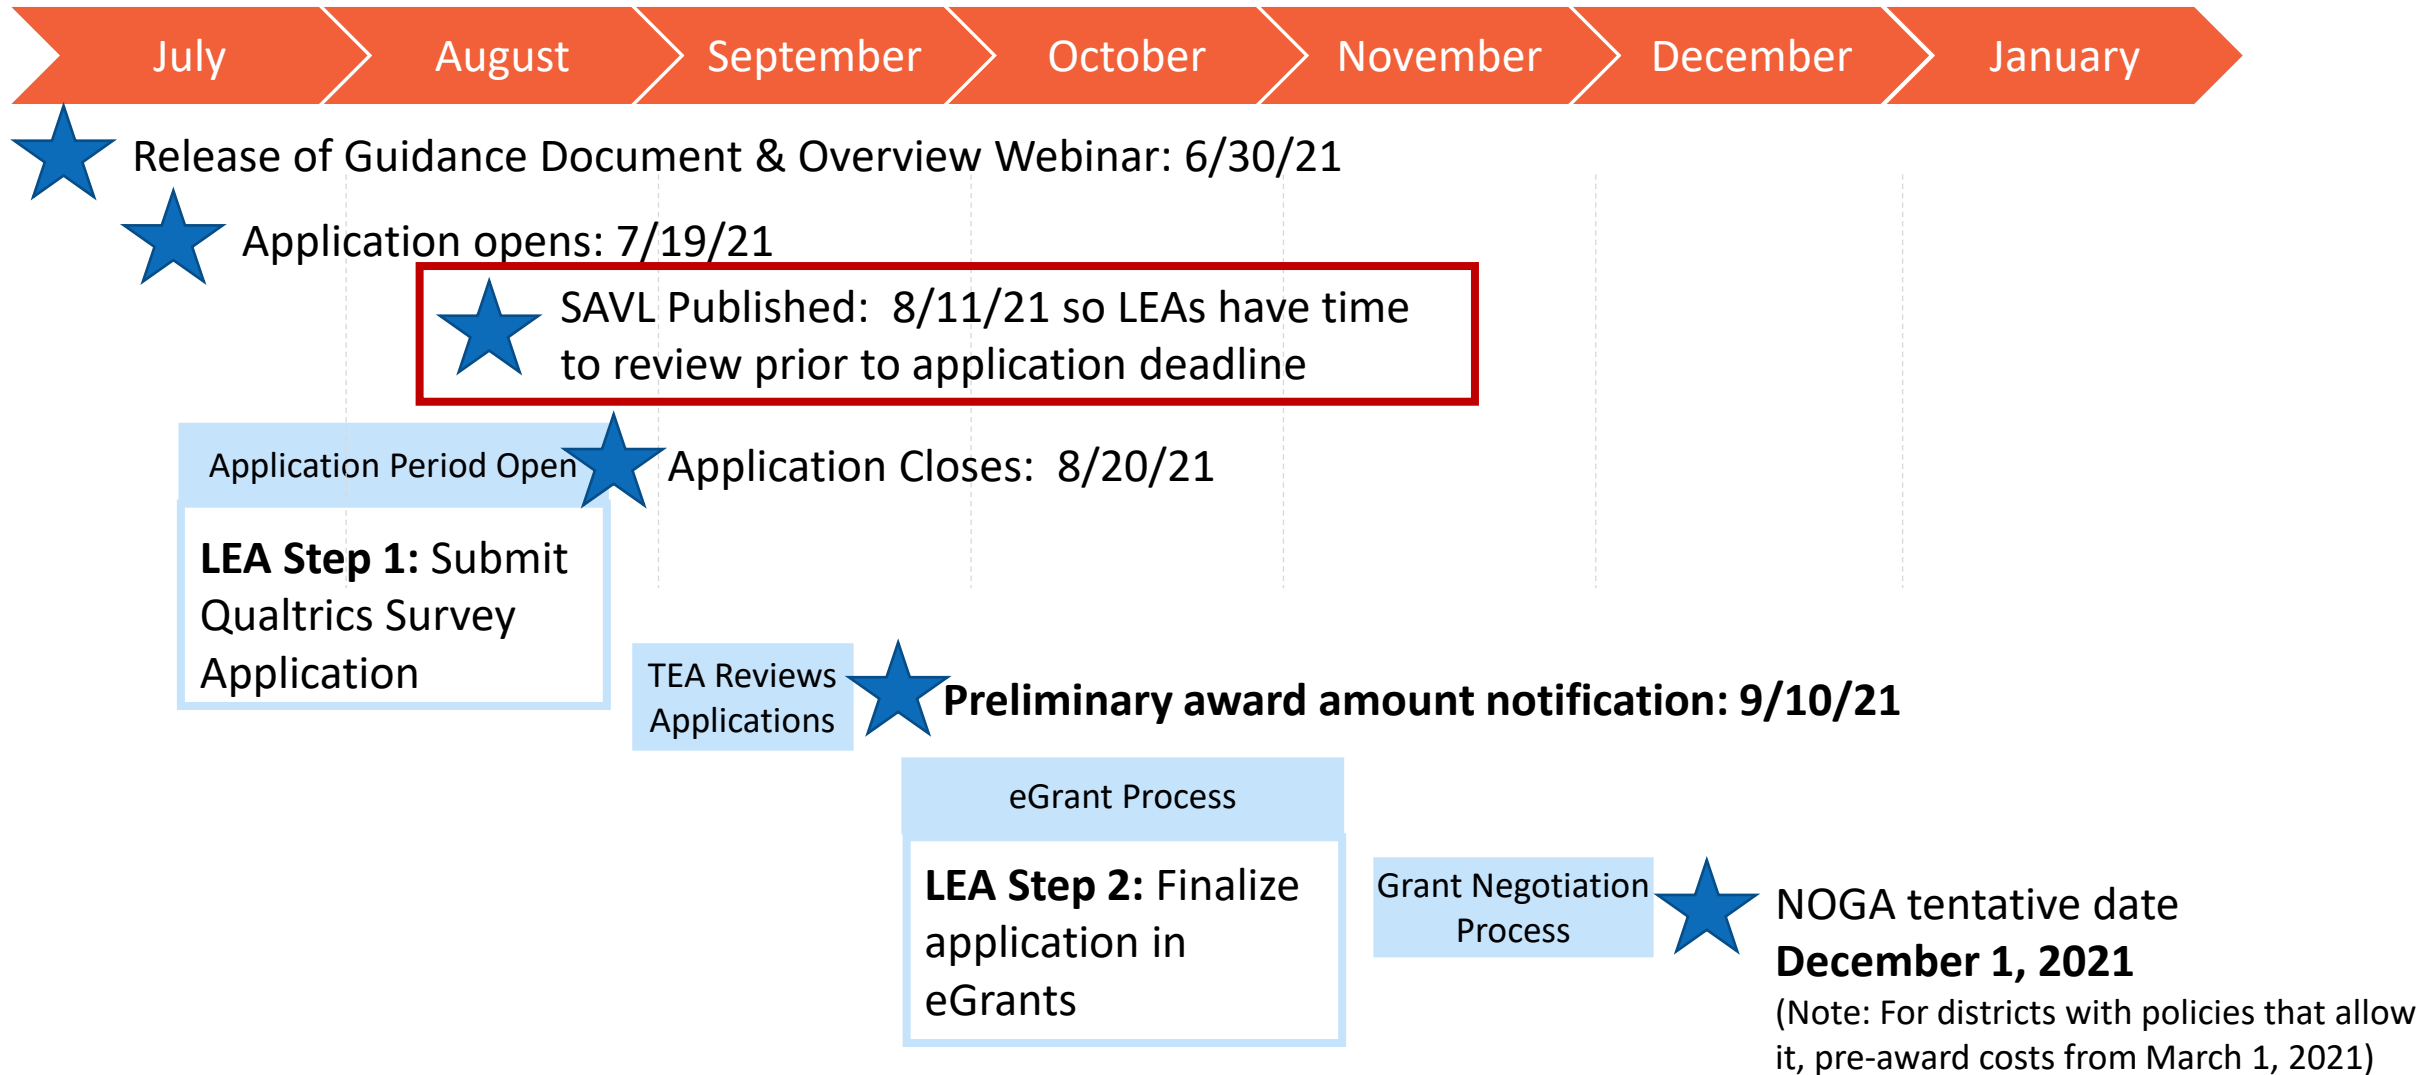 July August September October November December January
Release of Guidance Document & Overview Webinar: 6/30/21
Application opens: 7/19/21
SAVL Published: 8/11/21 so LEAs have time
to review prior to application deadline
Application Period Open
Application Closes: 8/20/21
LEA Step 1: Submit
Qualtrics Survey
Application
TEA Reviews
Applications
Preliminary award amount notification: 9/10/21
eGrant Process
LEA Step 2: Finalize
application in
eGrants
Grant Negotiation
Process
NOGA tentative date
December 1, 2021
(Note: For districts with policies that allow
it, pre-award costs from March 1, 2021)